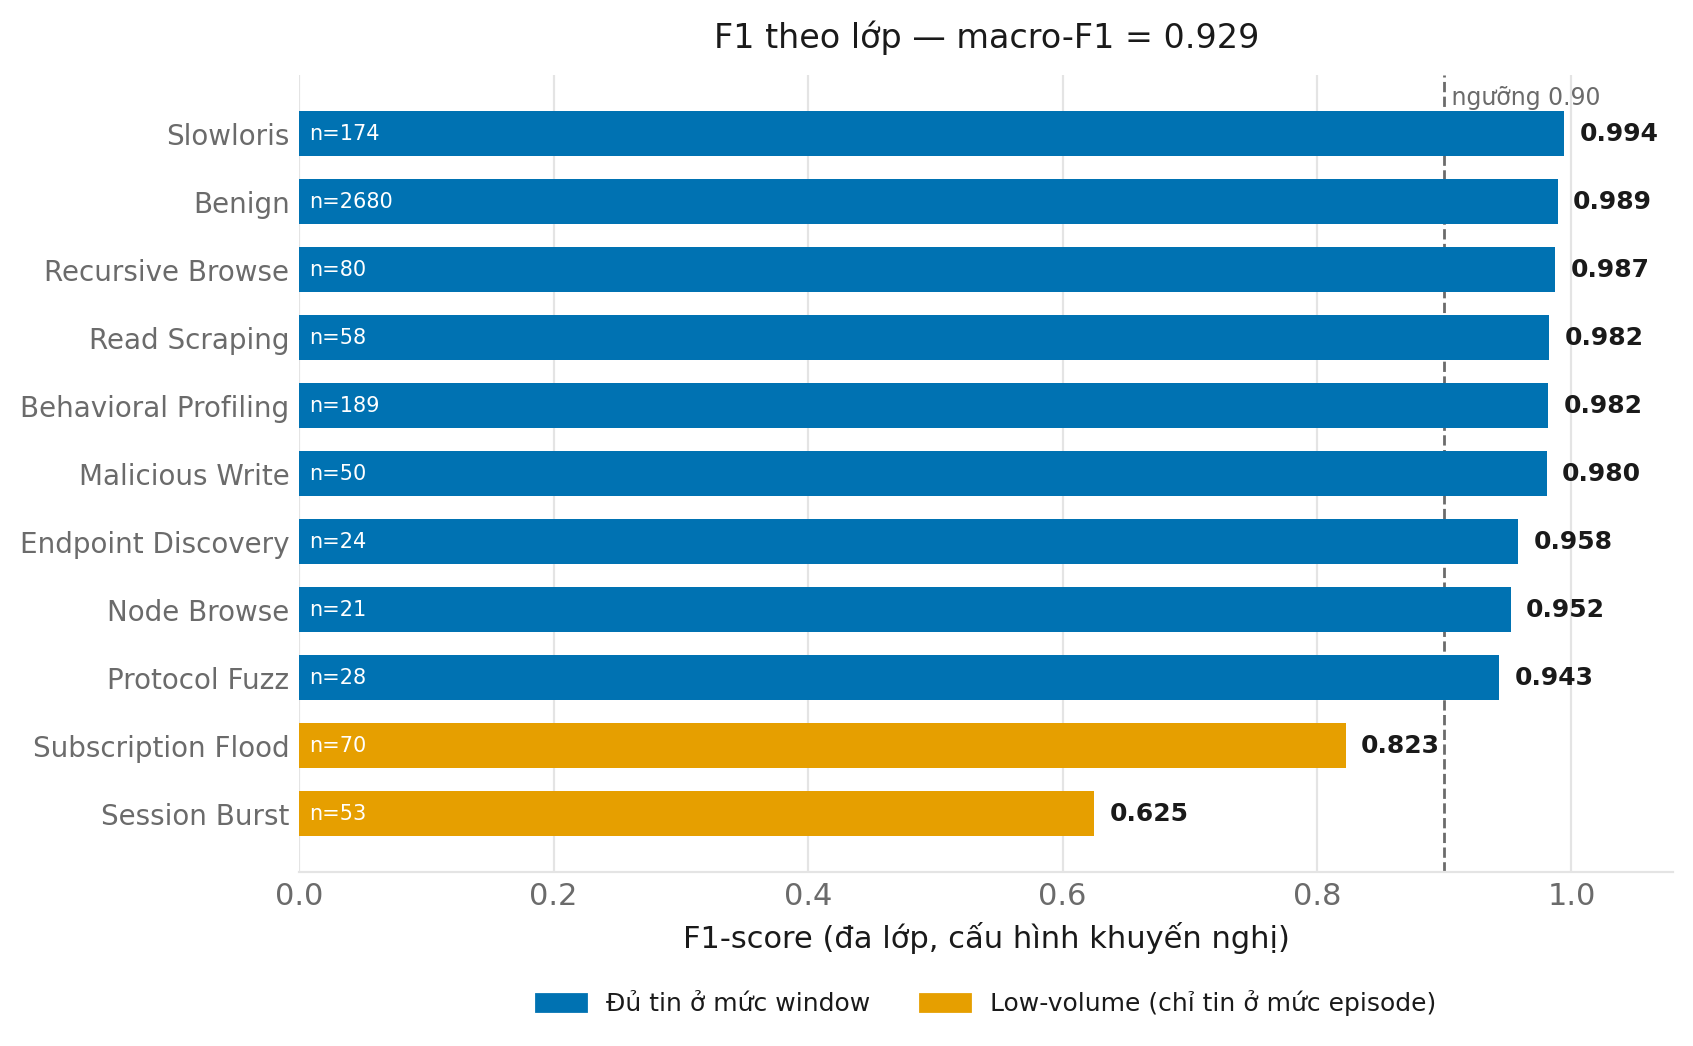 F1 theo lớp — macro-F1 = 0.929
ngưỡng 0.90
Slowloris n=174 0.994
Benign n=2680 0.989
Recursive Browse n=80 0.987
Read Scraping n=58 0.982
Behavioral Profiling n=189 0.982
Malicious Write n=50 0.980
Endpoint Discovery n=24 0.958
Node Browse n=21 0.952
Protocol Fuzz n=28 0.943
Subscription Flood n=70 0.823
Session Burst n=53 0.625
0.0 0.2 0.4 0.6 0.8 1.0
F1-score (đa lớp, cấu hình khuyến nghị)
Đủ tin ở mức window Low-volume (chỉ tin ở mức episode)